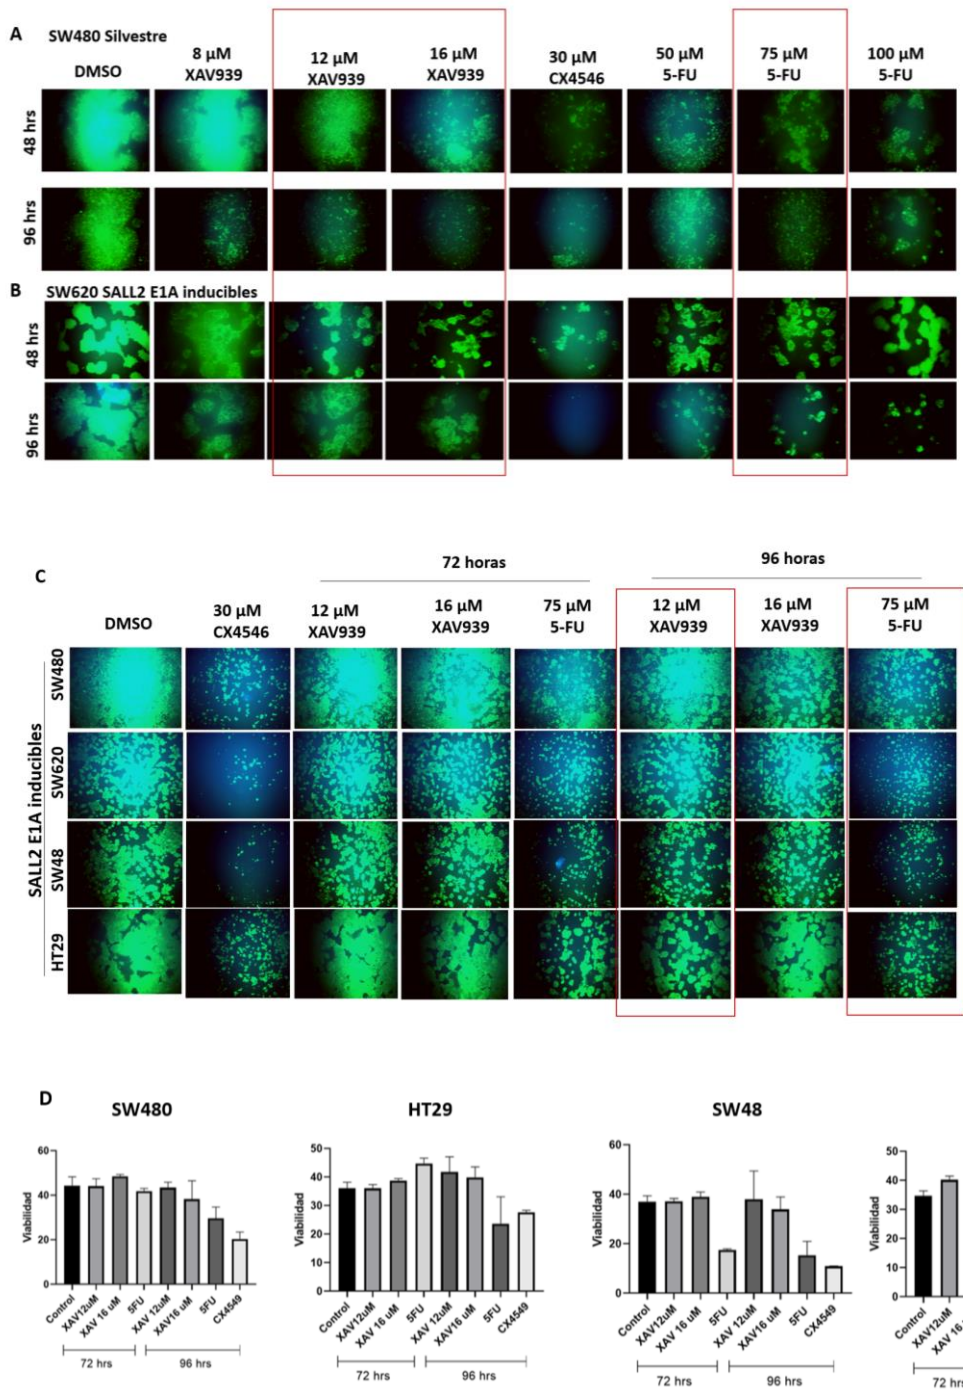 A
SW480 Silvestre
DMSO
8 µM
XAV939
12 µM
XAV939
16 µM
XAV939
30 µM
CX4546
50 µM
5-FU
75 µM
5-FU
100 µM
5-FU
48 hrs
96 hrs
B
SW620 SALL2 E1A inducibles
48 hrs
96 hrs
C
72 horas
96 horas
DMSO
30 µM
CX4546
12 µM
XAV939
16 µM
XAV939
75 µM
5-FU
12 µM
XAV939
16 µM
XAV939
75 µM
5-FU
SALL2 E1A inducibles
SW480
SW620
SW48
HT29
D
SW480
Viabilidad
60
40
20
0
Control
XAV12uM
XAV 16 uM
5FU
XAV 12uM
XAV16 uM
5FU
CX4549
72 hrs
96 hrs
HT29
Viabilidad
50
40
30
20
10
0
Control
XAV12uM
XAV 16 uM
5FU
XAV 12uM
XAV16 uM
5FU
CX4549
72 hrs
96 hrs
SW48
Viabilidad
60
40
20
0
Control
XAV12uM
XAV 16 uM
5FU
XAV 12uM
XAV16 uM
5FU
CX4549
72 hrs
96 hrs
Viabilidad
50
40
30
20
10
0
Control
XAV12uM
XAV 16
72 hrs